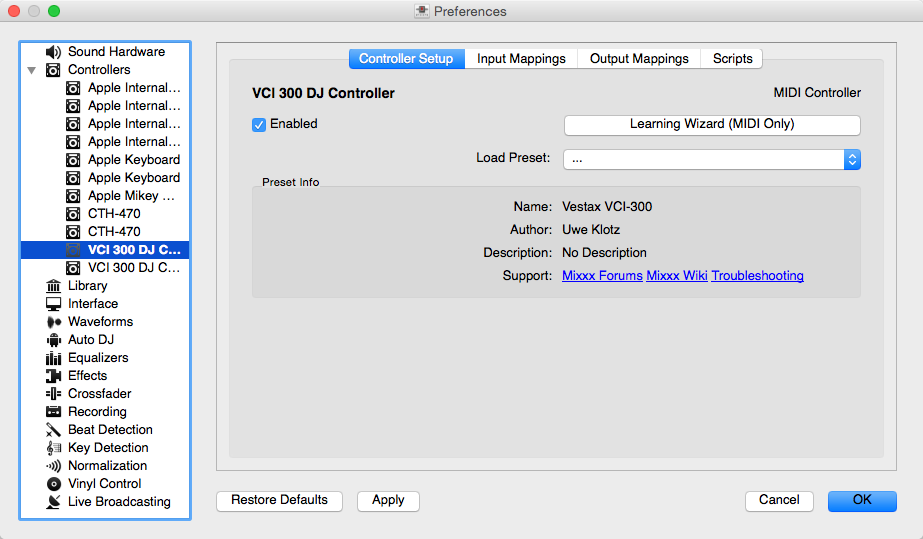 Preferences
Sound Hardware
Controllers
Apple Internal...
Apple Internal...
Apple Internal...
Apple Internal...
Apple Keyboard
Apple Keyboard
Apple Mikey ...
CTH-470
CTH-470
VCI 300 DJ C...
VCI 300 DJ C...
Library
Interface
Waveforms
Auto DJ
Equalizers
Effects
Crossfader
Recording
Beat Detection
Key Detection
Normalization
Vinyl Control
Live Broadcasting
Controller Setup Input Mappings Output Mappings Scripts
VCI 300 DJ Controller MIDI Controller
Enabled Learning Wizard (MIDI Only)
Load Preset: ...
Preset Info
Name: Vestax VCI-300
Author: Uwe Klotz
Description: No Description
Support: Mixxx Forums Mixxx Wiki Troubleshooting
Restore Defaults Apply Cancel OK